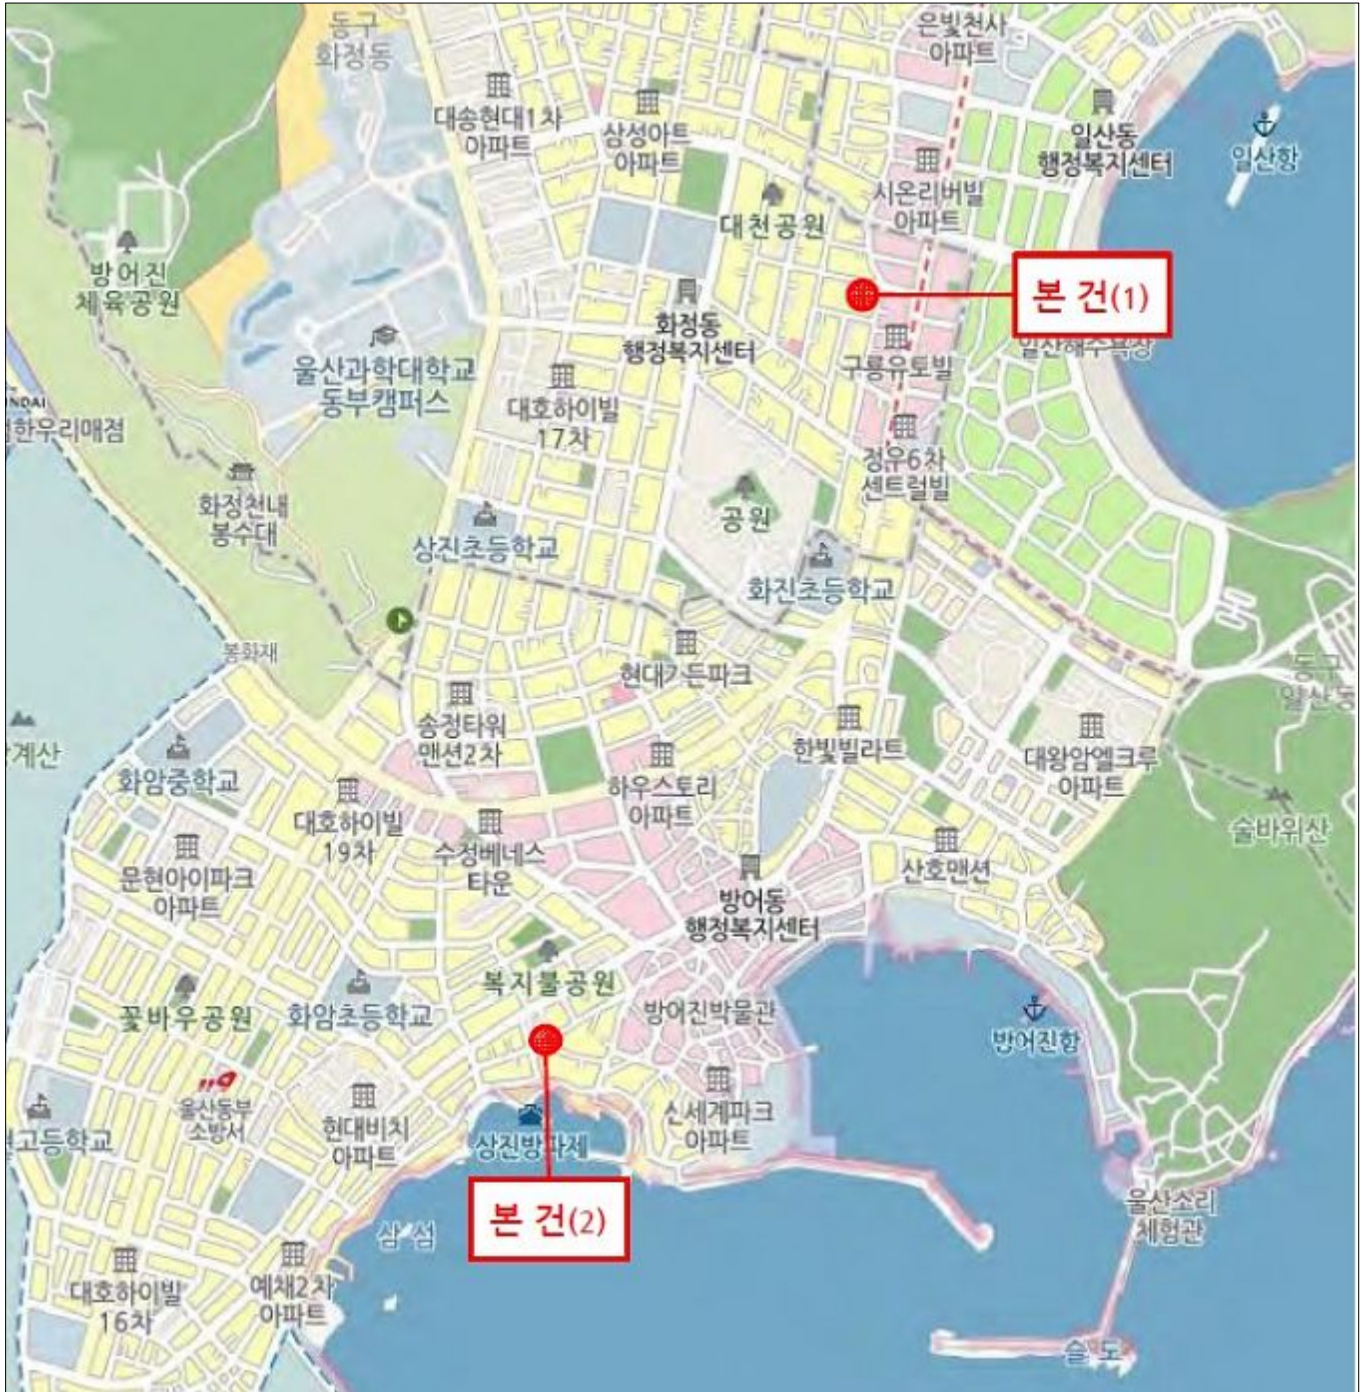 동구
화정동
은빛천사
아파트
대송현대1차
아파트
삼성아트
아파트
일산동
행정복지센터
일산항
시온리버빌
아파트
대천공원
방어진
체육공원
본 건(1)
화정동
행정복지센터
일산해수욕장
구룡유토빌
울산과학대학교
동부캠퍼스
대호하이빌
17차
정우6차
센트럴빌
화정천내
봉수대
공원
상진초등학교
화진초등학교
봉화재
현대가든파크
동구
일산동
송정타워
맨션2차
한빛빌라트
대왕암엘크루
아파트
화암중학교
하우스토리
아파트
대호하이빌
19차
수정베네스
타운
술바위산
문현아이파크
아파트
산호맨션
방어동
행정복지센터
복지불공원
꽃바우공원
화암초등학교
방어진박물관
방어진항
울산동부
소방서
현대비치
아파트
상진방파제
신세계파크
아파트
본 건(2)
울산소리
체험관
대호하이빌
16차
예채2차
아파트
슬 도